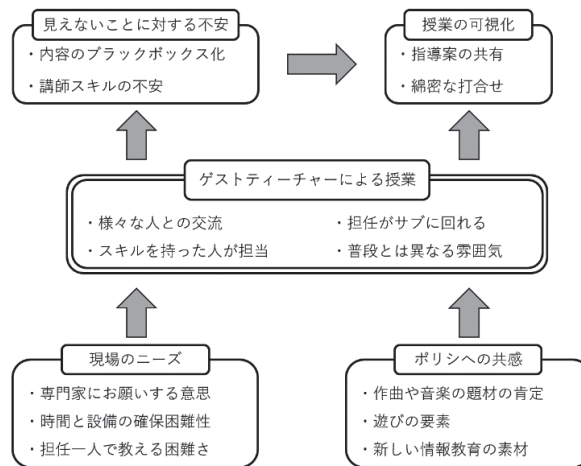 見えないことに対する不安
・内容のブラックボックス化
・講師スキルの不安
授業の可視化
・指導案の共有
・綿密な打合せ
ゲストティーチャーによる授業
・様々な人との交流
・スキルを持った人が担当
・担任がサブに回れる
・普段とは異なる雰囲気
現場のニーズ
・専門家にお願いする意思
・時間と設備の確保困難性
・担任一人で教える困難さ
ポリシへの共感
・作曲や音楽の題材の肯定
・遊びの要素
・新しい情報教育の素材